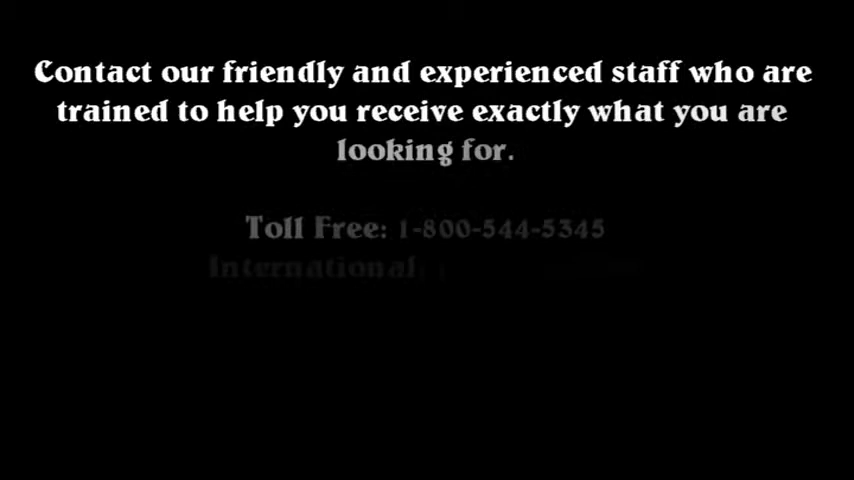 Contact our friendly and experienced staff who are
trained to help you receive exactly what you are
looking for.
Toll Free: 1-800-544-5345
International: